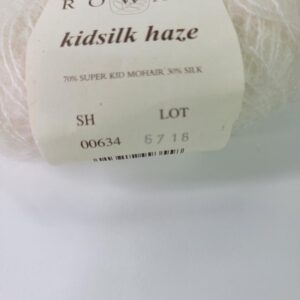 kidsilk haze
70% SUPER KID MOHAIR 30% SILK
SH LOT
00634 5718